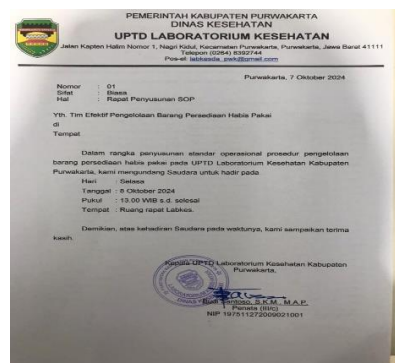 PEMERINTAH KABUPATEN PURWAKARTA
DINAS KESEHATAN
UPTD LABORATORIUM KESEHATAN
Jalan Kapten Halim Nomor 1, Nagri Kidul, Kecamatan Purwakarta, Purwakarta, Jawa Barat 41111
Telepon (0264) 8392744
Pos-el: labkesda_pwk@gmail.com
Purwakarta, 7 Oktober 2024
Nomor : 01
Sifat : Biasa
Hal : Rapat Penyusunan SOP
Yth. Tim Efektif Pengelolaan Barang Persediaan Habis Pakai
di
Tempat
Dalam rangka penyusunan standar operasional prosedur pengelolaan
barang persediaan habis pakai pada UPTD Laboratorium Kesehatan Kabupaten
Purwakarta, kami mengundang Saudara untuk hadir pada
Hari : Selasa
Tanggal : 8 Oktober 2024
Pukul : 13.00 WIB s.d. selesai
Tempat : Ruang rapat Labkes.
Demikian, atas kehadiran Saudara pada waktunya, kami sampaikan terima
kasih.
Kepala UPTD Laboratorium Kesehatan Kabupaten
Purwakarta,
Budi Santoso, S.K.M., M.A.P.
Penata (III/c)
NIP 197511272009021001